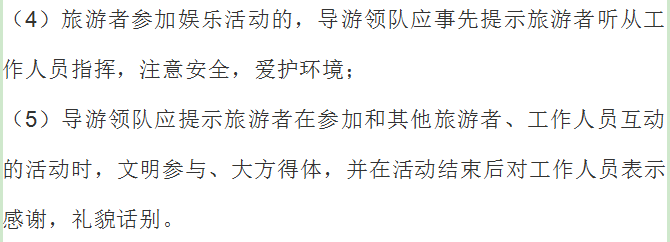 （4）旅游者参加娱乐活动的，导游领队应事先提示旅游者听从工
作人员指挥，注意安全，爱护环境；
（5）导游领队应提示旅游者在参加和其他旅游者、工作人员互动
的活动时，文明参与、大方得体，并在活动结束后对工作人员表示
感谢，礼貌话别。